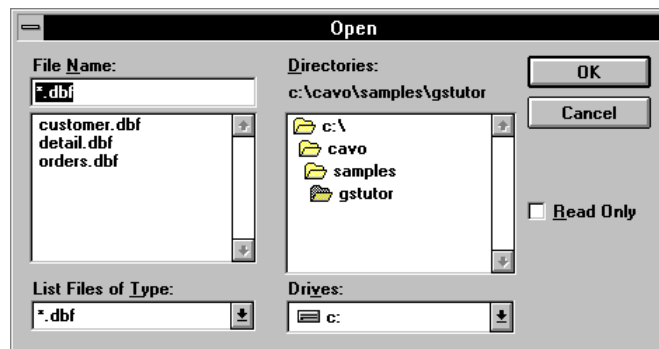 Open
File Name:
*.dbf
customer.dbf
detail.dbf
orders.dbf
List Files of Type:
*.dbf
Directories:
c:\cavo\samples\gstutor
c:\
cavo
samples
gstutor
Drives:
c:
OK
Cancel
Read Only